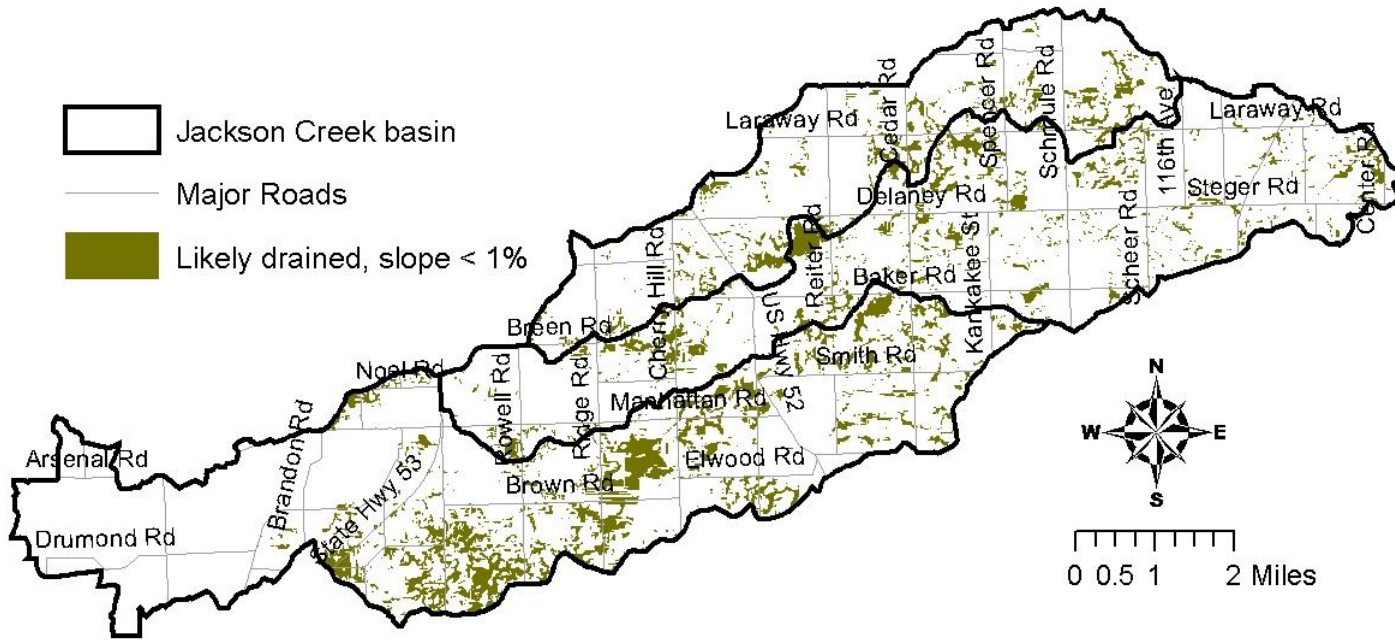 Jackson Creek basin
Major Roads
Likely drained, slope < 1%
Laraway Rd
Cedar Rd
Spencer Rd
Schmule Rd
116th Ave
Laraway Rd
Center Rd
Delaney Rd
Steger Rd
Reiter Rd
Baker Rd
Kankakee St
Scheer Rd
Cherry Hill Rd
Breen Rd
US Hwy 52
Smith Rd
Noel Rd
Rowell Rd
Ridge Rd
Manhattan Rd
Arsenal Rd
Brandon Rd
State Hwy 53
Brown Rd
Elwood Rd
Drumond Rd
N
W
E
S
0 0.5 1 2 Miles